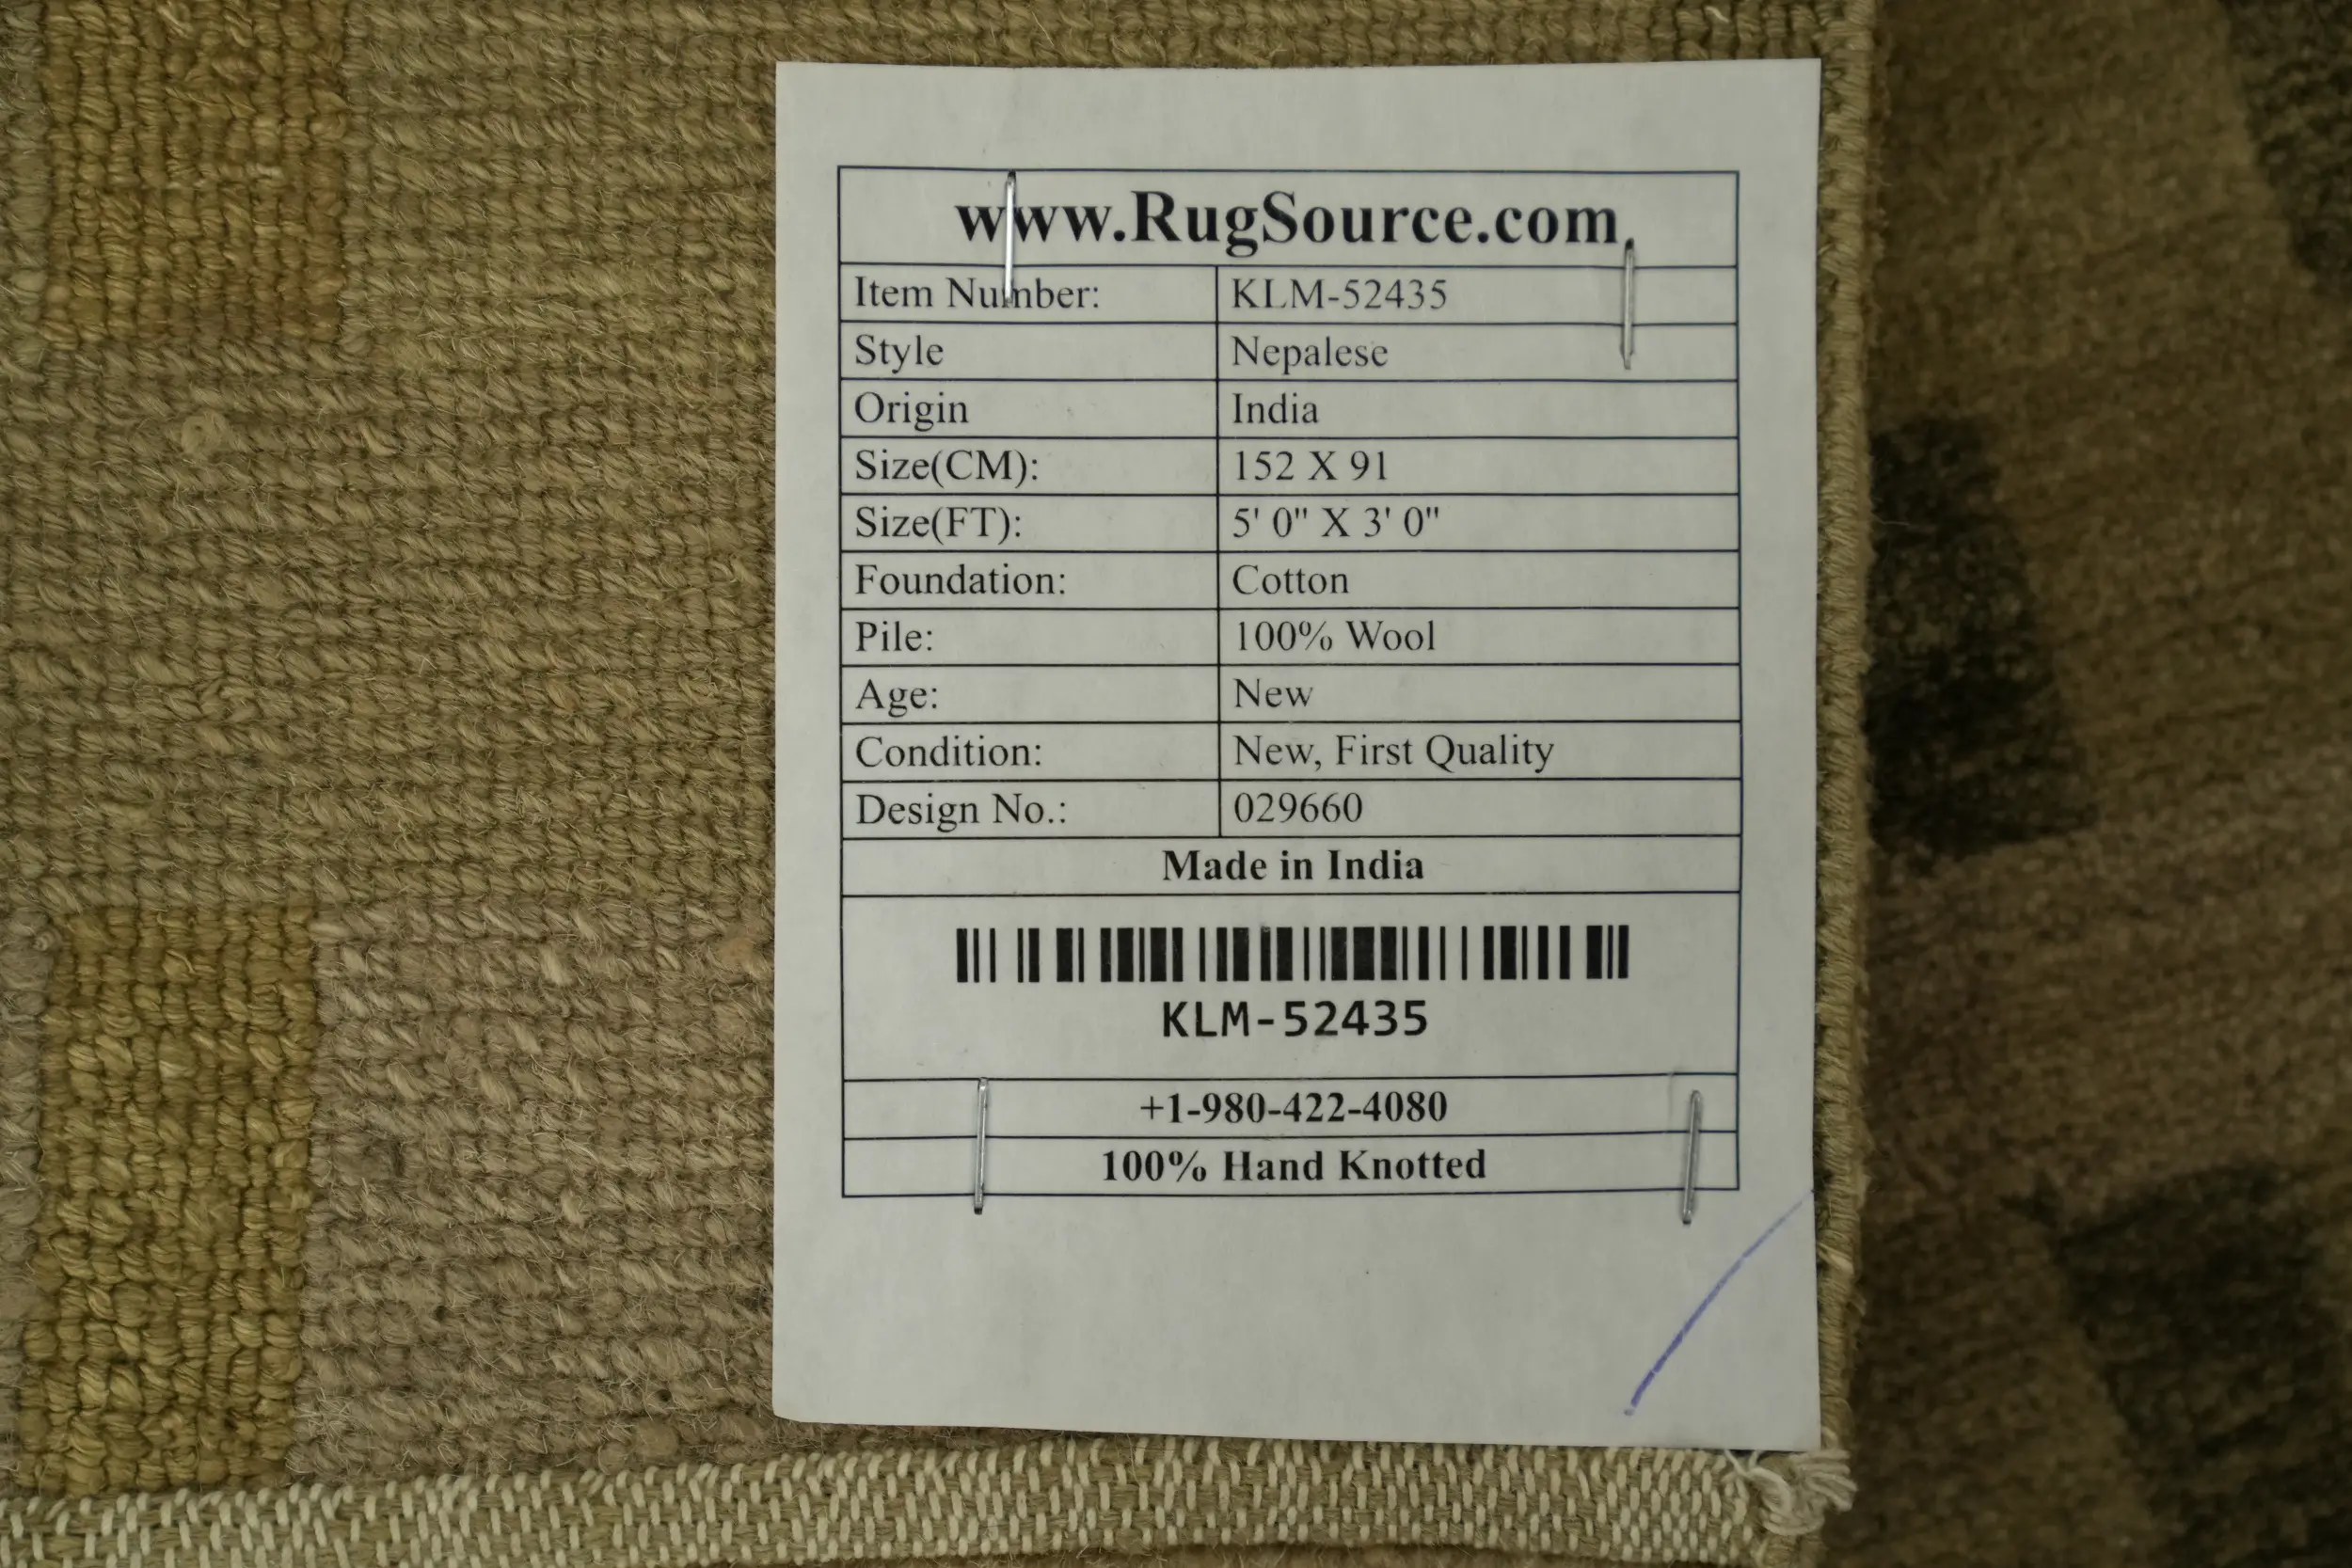 www.RugSource.com
Item Number: KLM-52435
Style Nepalese
Origin India
Size(CM): 152 X 91
Size(FT): 5' 0" X 3' 0"
Foundation: Cotton
Pile: 100% Wool
Age: New
Condition: New, First Quality
Design No.: 029660
Made in India
KLM-52435
+1-980-422-4080
100% Hand Knotted